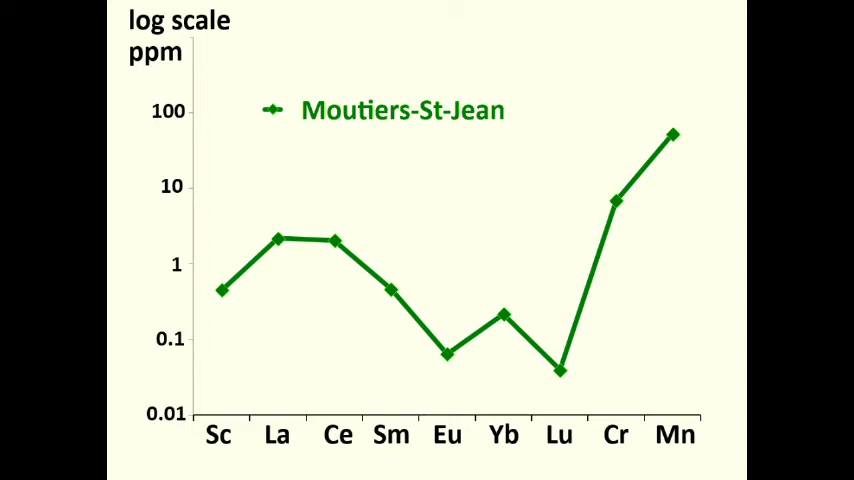 log scale
ppm
Moutiers-St-Jean
100
10
1
0.1
0.01
Sc La Ce Sm Eu Yb Lu Cr Mn